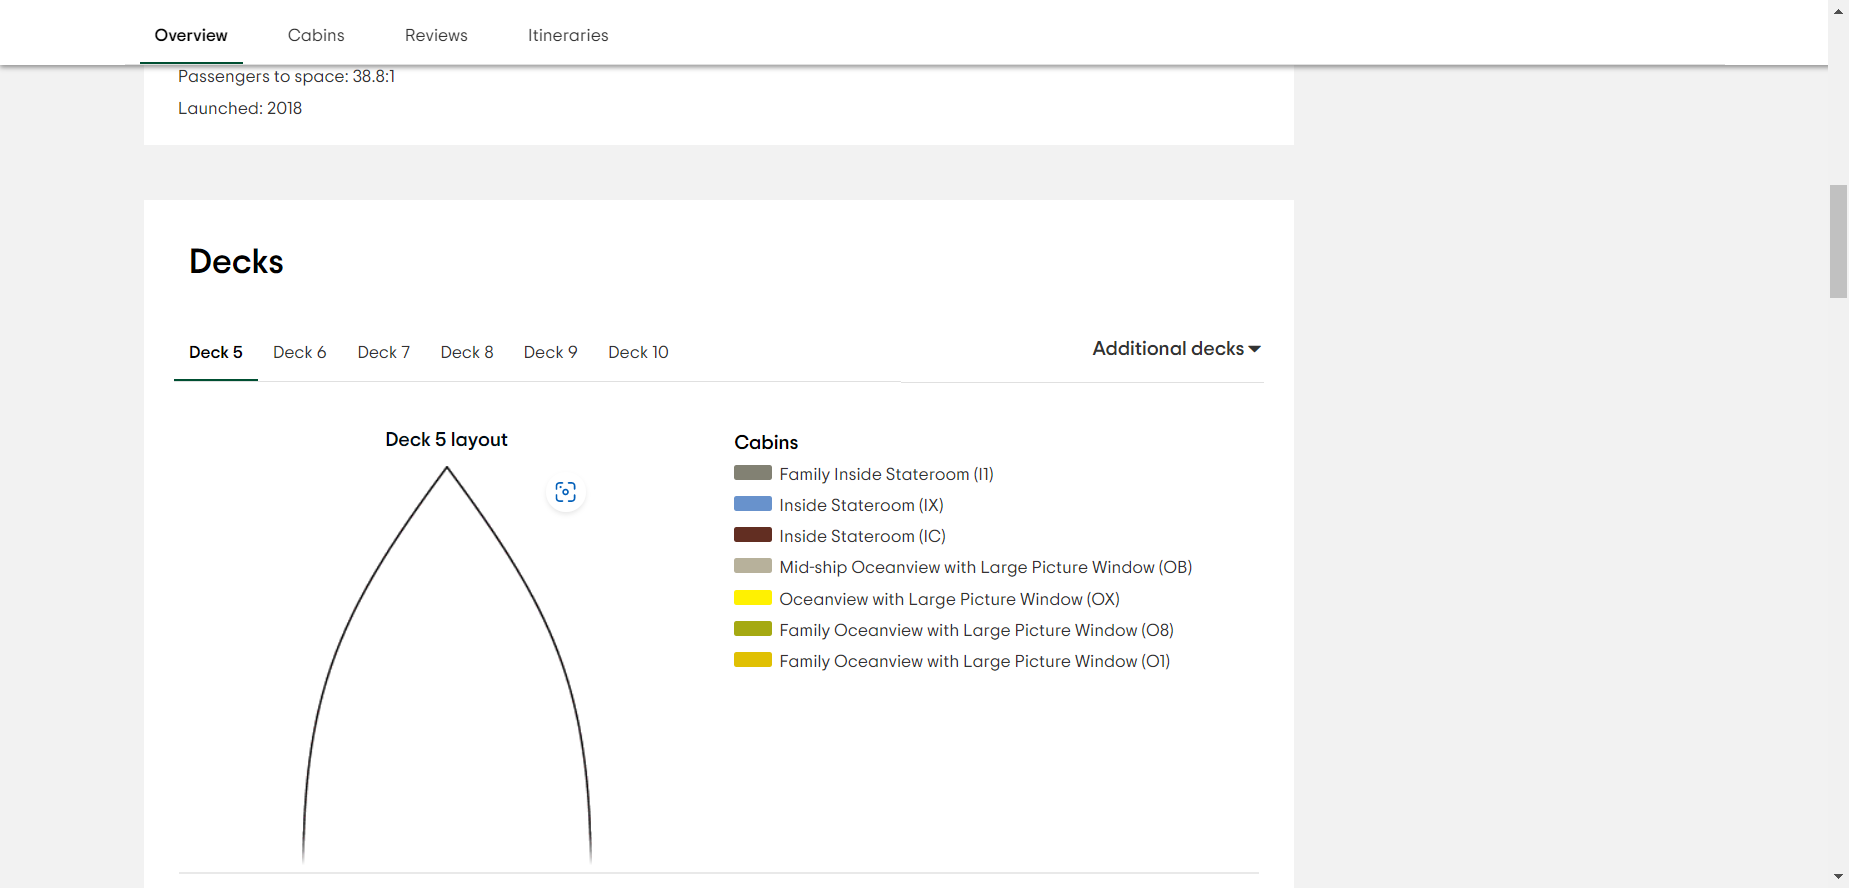 Overview Cabins Reviews Itineraries
Passengers to space: 38.8:1
Launched: 2018
Decks
Deck 5 Deck 6 Deck 7 Deck 8 Deck 9 Deck 10 Additional decks
Deck 5 layout
Cabins
Family Inside Stateroom (I1)
Inside Stateroom (IX)
Inside Stateroom (IC)
Mid-ship Oceanview with Large Picture Window (OB)
Oceanview with Large Picture Window (OX)
Family Oceanview with Large Picture Window (O8)
Family Oceanview with Large Picture Window (O1)